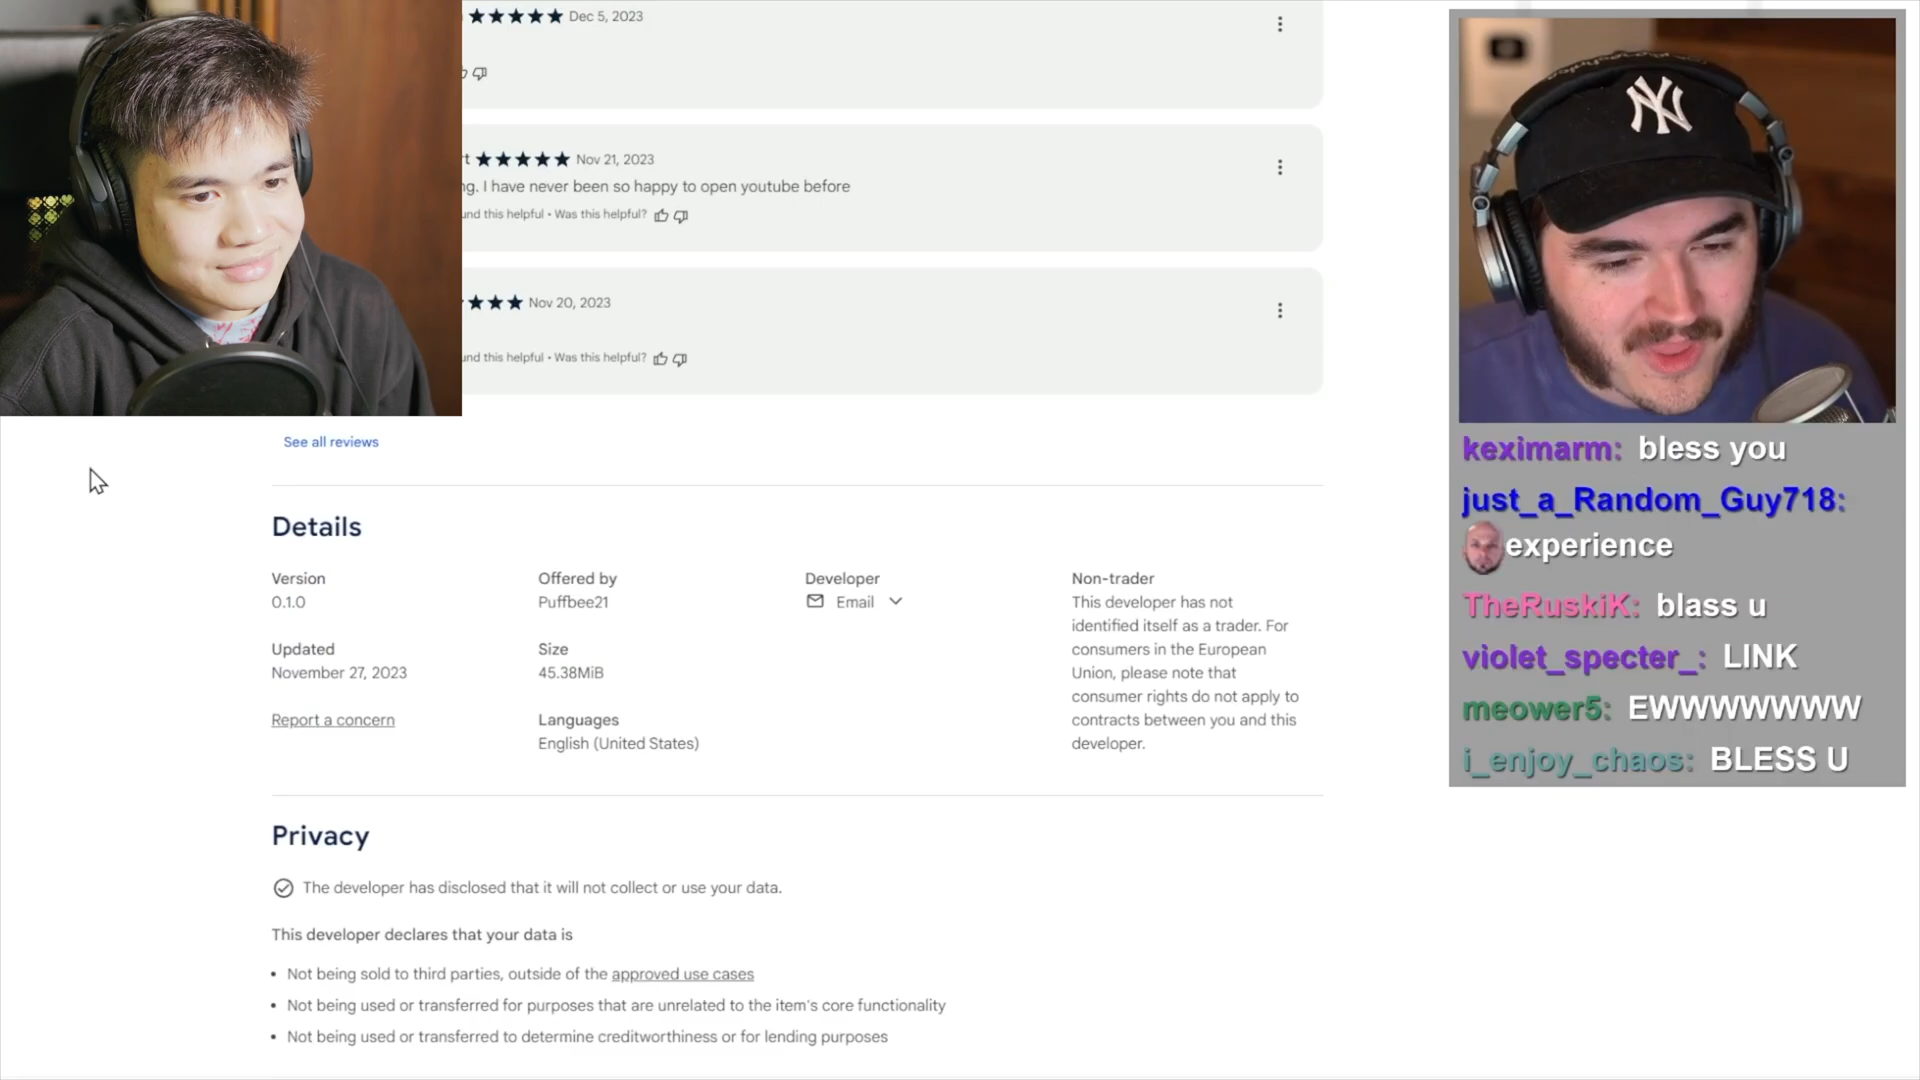 ★★★★★ Dec 5, 2023
★★★★★ Nov 21, 2023
I have never been so happy to open youtube before
this helpful • Was this helpful?
★★★ Nov 20, 2023
this helpful • Was this helpful?
See all reviews
Details
Version
0.1.0
Updated
November 27, 2023
Report a concern
Offered by
Puffbee21
Size
45.38MiB
Languages
English (United States)
Developer
Email
Non-trader
This developer has not
identified itself as a trader. For
consumers in the European
Union, please note that
consumer rights do not apply to
contracts between you and this
developer.
Privacy
The developer has disclosed that it will not collect or use your data.
This developer declares that your data is
• Not being sold to third parties, outside of the approved use cases
• Not being used or transferred for purposes that are unrelated to the item's core functionality
• Not being used or transferred to determine creditworthiness or for lending purposes
NY
keximarm: bless you
just_a_Random_Guy718:
experience
TheRuskiK: blass u
violet_specter_: LINK
meower5: EWWWWWWW
i_enjoy_chaos: BLESS U